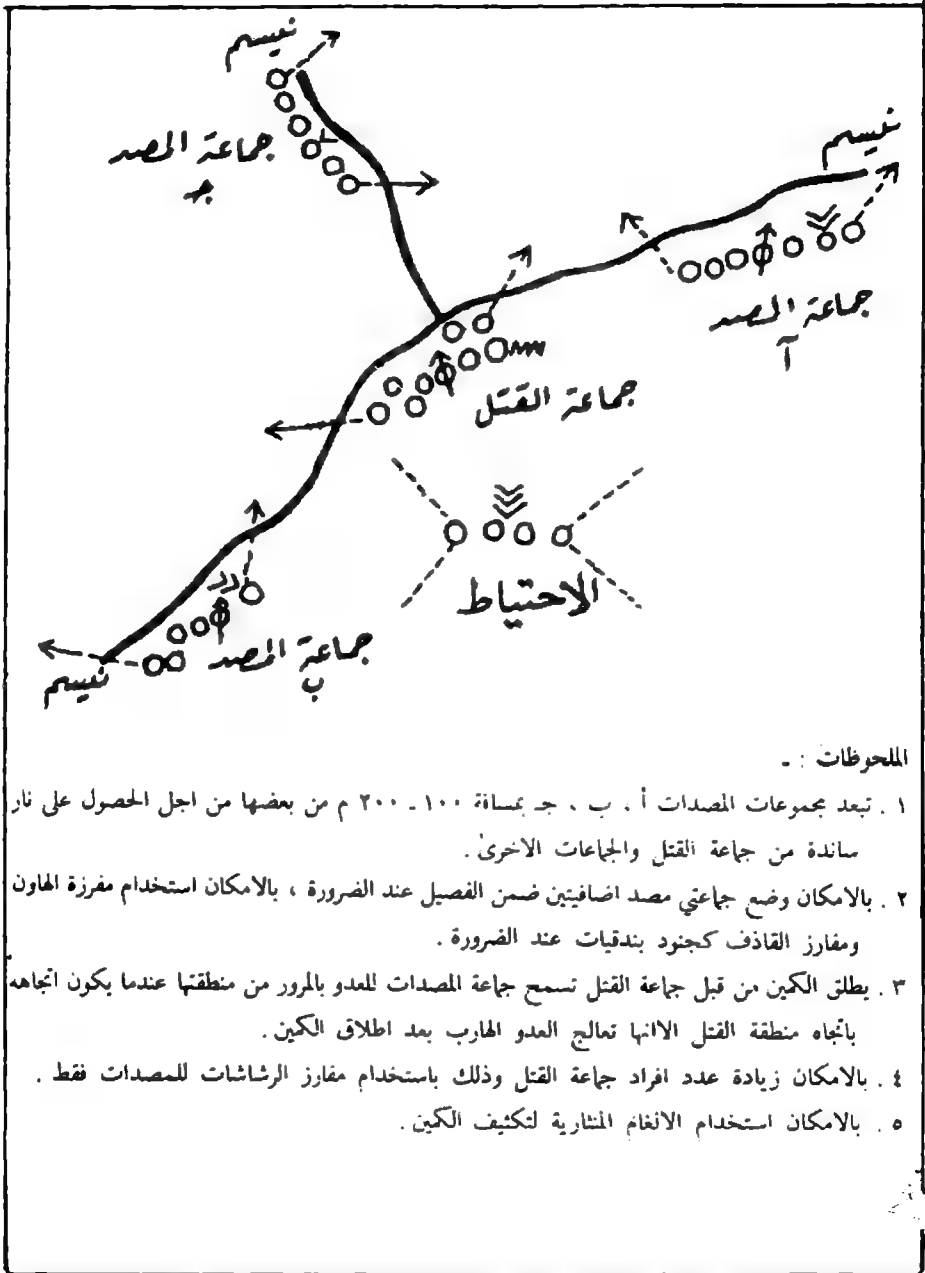 نيسم
جماعة المصد
جـ
نيسم
جماعة المصد
آ
جماعة القتل
الاحتياط
جماعة المصد
ب
نيسم
الملحوظات : -
١ . تبعد مجموعات المصدات أ . ب . جـ بمسافة ١٠٠ - ٢٠٠ م من بعضها من اجل الحصول على نار
ساندة من جماعة القتل والجماعات الاخرى .
٢ . بالامكان وضع جماعتي مصد اضافيتين ضمن الفصيل عند الضرورة ، بالامكان استخدام مفرزة الهاون
ومفارز القاذف كجنود بندقيات عند الضرورة .
٣ . يطلق الكمين من قبل جماعة القتل تسمح جماعة المصدات للعدو بالمرور من منطقتها عندما يكون اتجاهه
باتجاه منطقة القتل الاانها تعالج العدو الهارب بعد اطلاق الكمين .
٤ . بالامكان زيادة عدد افراد جماعة القتل وذلك باستخدام مفارز الرشاشات للمصدات فقط .
٥ . بالامكان استخدام الالغام المنثارية لتكثيف الكمين .